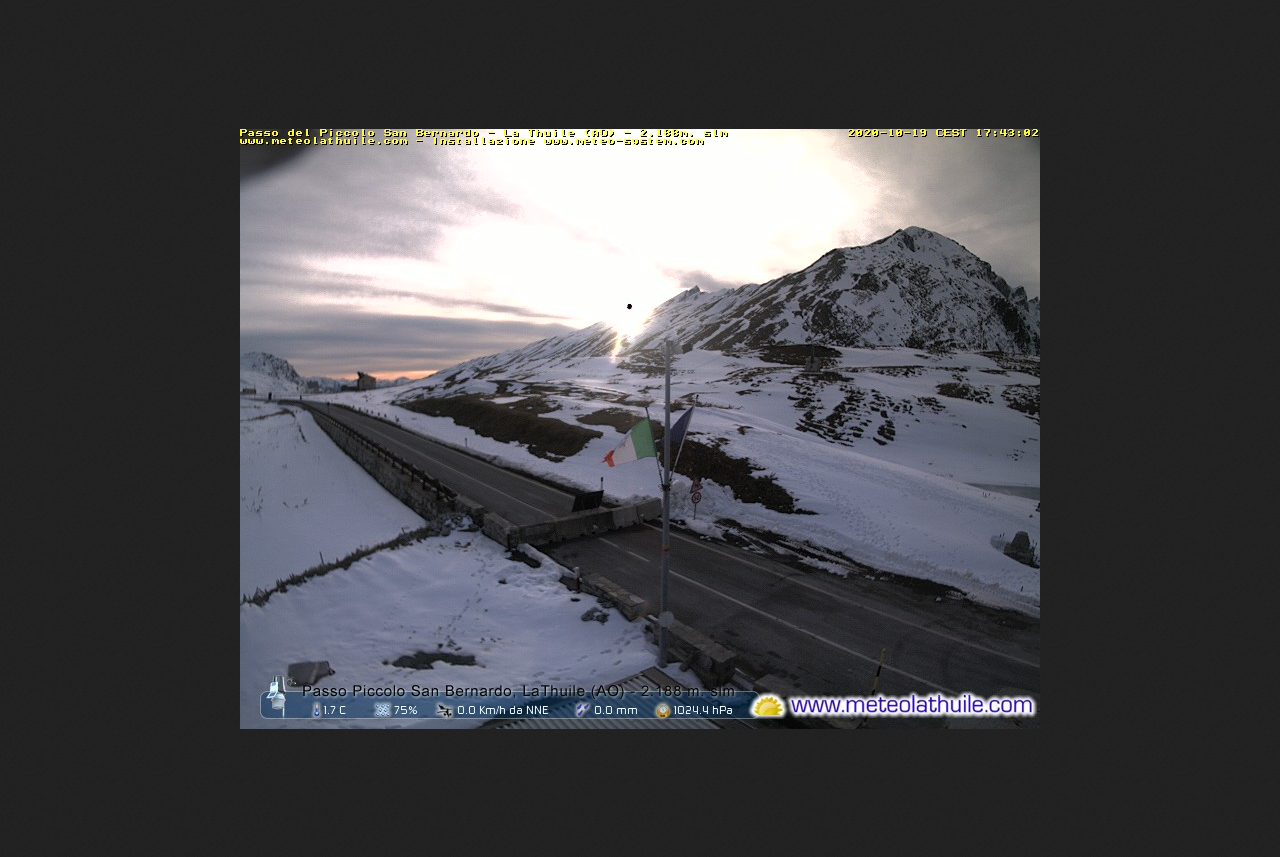 Passo del Piccolo San Bernardo - La Thuile (AO) - 2.188m. slm
2020-10-19 CEST 17:43:02
www.meteolathuile.com - Installazione www.meteo-system.com
Passo Piccolo San Bernardo, LaThuile (AO) - 2.188 m. slm
1.7 C 75% 0.0 Km/h da NNE 0.0 mm 1024.4 hPa
www.meteolathuile.com